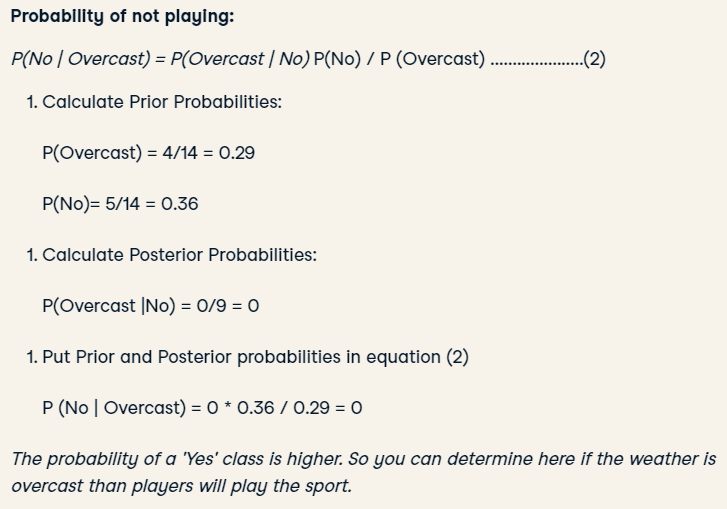 Probability of not playing:
P(No | Overcast) = P(Overcast | No) P(No) / P (Overcast) .....................(2)
1. Calculate Prior Probabilities:
P(Overcast) = 4/14 = 0.29
P(No)= 5/14 = 0.36
1. Calculate Posterior Probabilities:
P(Overcast |No) = 0/9 = 0
1. Put Prior and Posterior probabilities in equation (2)
P (No | Overcast) = 0 * 0.36 / 0.29 = 0
The probability of a 'Yes' class is higher. So you can determine here if the weather is
overcast than players will play the sport.